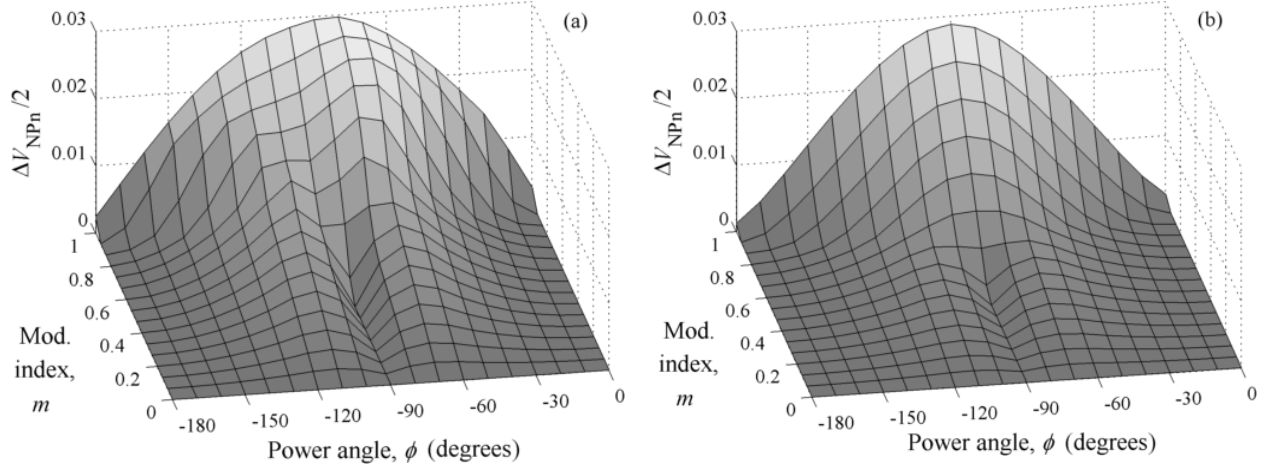 (a)
0.03
0.02
0.01
0
ΔV_NPn/2
1
0.8
0.6
0.4
0.2
0
Mod.
index,
m
-180
-150
-120
-90
-60
-30
0
Power angle, ϕ (degrees)
(b)
0.03
0.02
0.01
0
ΔV_NPn/2
1
0.8
0.6
0.4
0.2
0
Mod.
index,
m
-180
-150
-120
-90
-60
-30
0
Power angle, ϕ (degrees)